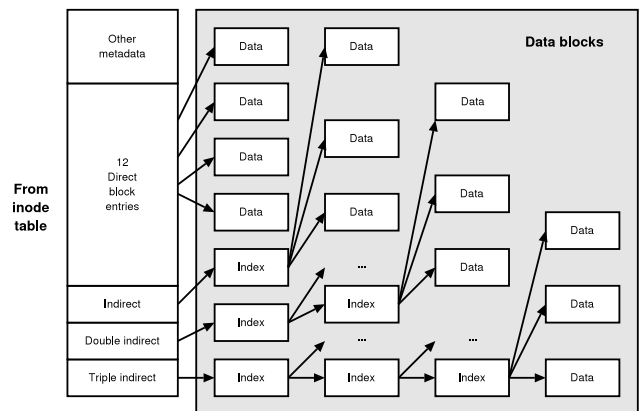 Other
metadata
12
Direct
block
entries
From
inode
table
Indirect
Double indirect
Triple indirect
Data blocks
Data
Data
Data
Data
Index
Index
Index
Data
Data
Data
...
Index
...
Index
Data
Data
Data
...
Index
Data
Data
Data